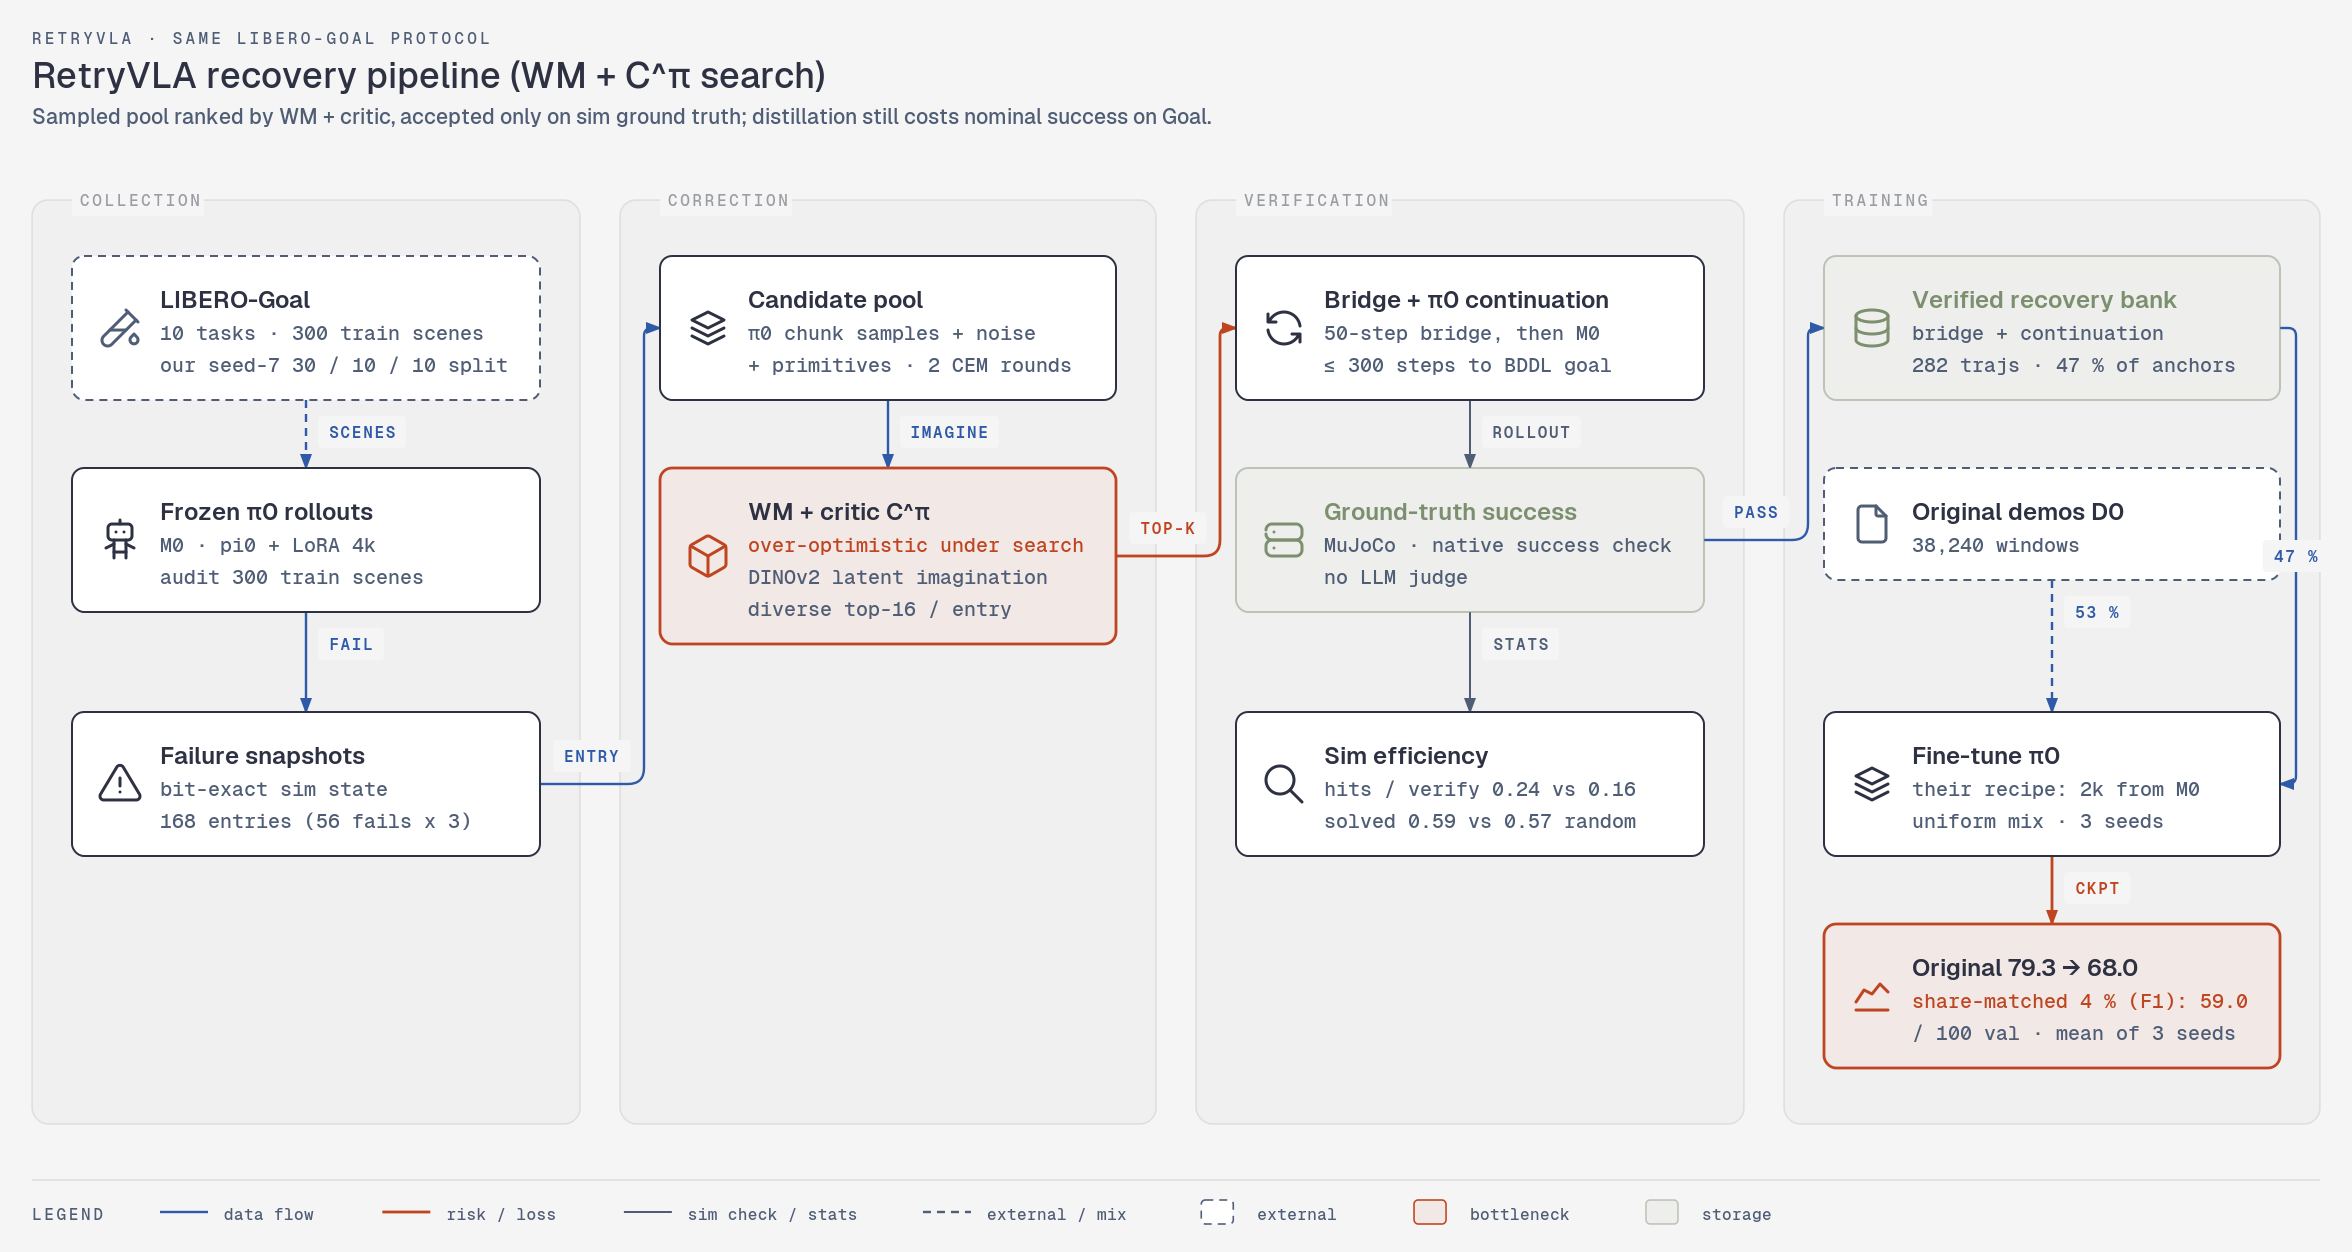 RETRYVLA · SAME LIBERO-GOAL PROTOCOL
RetryVLA recovery pipeline (WM + C^π search)
Sampled pool ranked by WM + critic, accepted only on sim ground truth; distillation still costs nominal success on Goal.
COLLECTION
LIBERO-Goal
10 tasks · 300 train scenes
our seed-7 30 / 10 / 10 split
SCENES
Frozen π0 rollouts
M0 · pi0 + LoRA 4k
audit 300 train scenes
FAIL
Failure snapshots
bit-exact sim state
168 entries (56 fails x 3)
ENTRY
CORRECTION
Candidate pool
π0 chunk samples + noise
+ primitives · 2 CEM rounds
IMAGINE
WM + critic C^π
over-optimistic under search
DINOv2 latent imagination
diverse top-16 / entry
TOP-K
VERIFICATION
Bridge + π0 continuation
50-step bridge, then M0
≤ 300 steps to BDDL goal
ROLLOUT
Ground-truth success
MuJoCo · native success check
no LLM judge
PASS
STATS
Sim efficiency
hits / verify 0.24 vs 0.16
solved 0.59 vs 0.57 random
TRAINING
Verified recovery bank
bridge + continuation
282 trajs · 47 % of anchors
Original demos D0
38,240 windows
47 %
53 %
Fine-tune π0
their recipe: 2k from M0
uniform mix · 3 seeds
CKPT
Original 79.3 → 68.0
share-matched 4 % (F1): 59.0
/ 100 val · mean of 3 seeds
LEGEND
data flow
risk / loss
sim check / stats
external / mix
external
bottleneck
storage